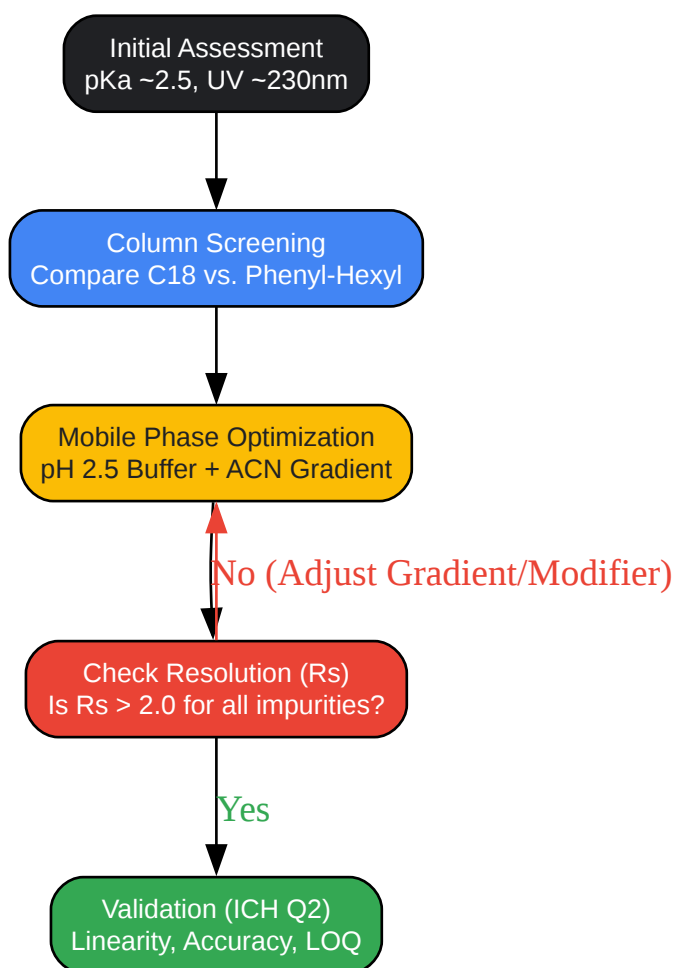 Initial Assessment
pKa ~2.5, UV ~230nm
Column Screening
Compare C18 vs. Phenyl-Hexyl
Mobile Phase Optimization
pH 2.5 Buffer + ACN Gradient
No (Adjust Gradient/Modifier)
Check Resolution (Rs)
Is Rs > 2.0 for all impurities?
Yes
Validation (ICH Q2)
Linearity, Accuracy, LOQ